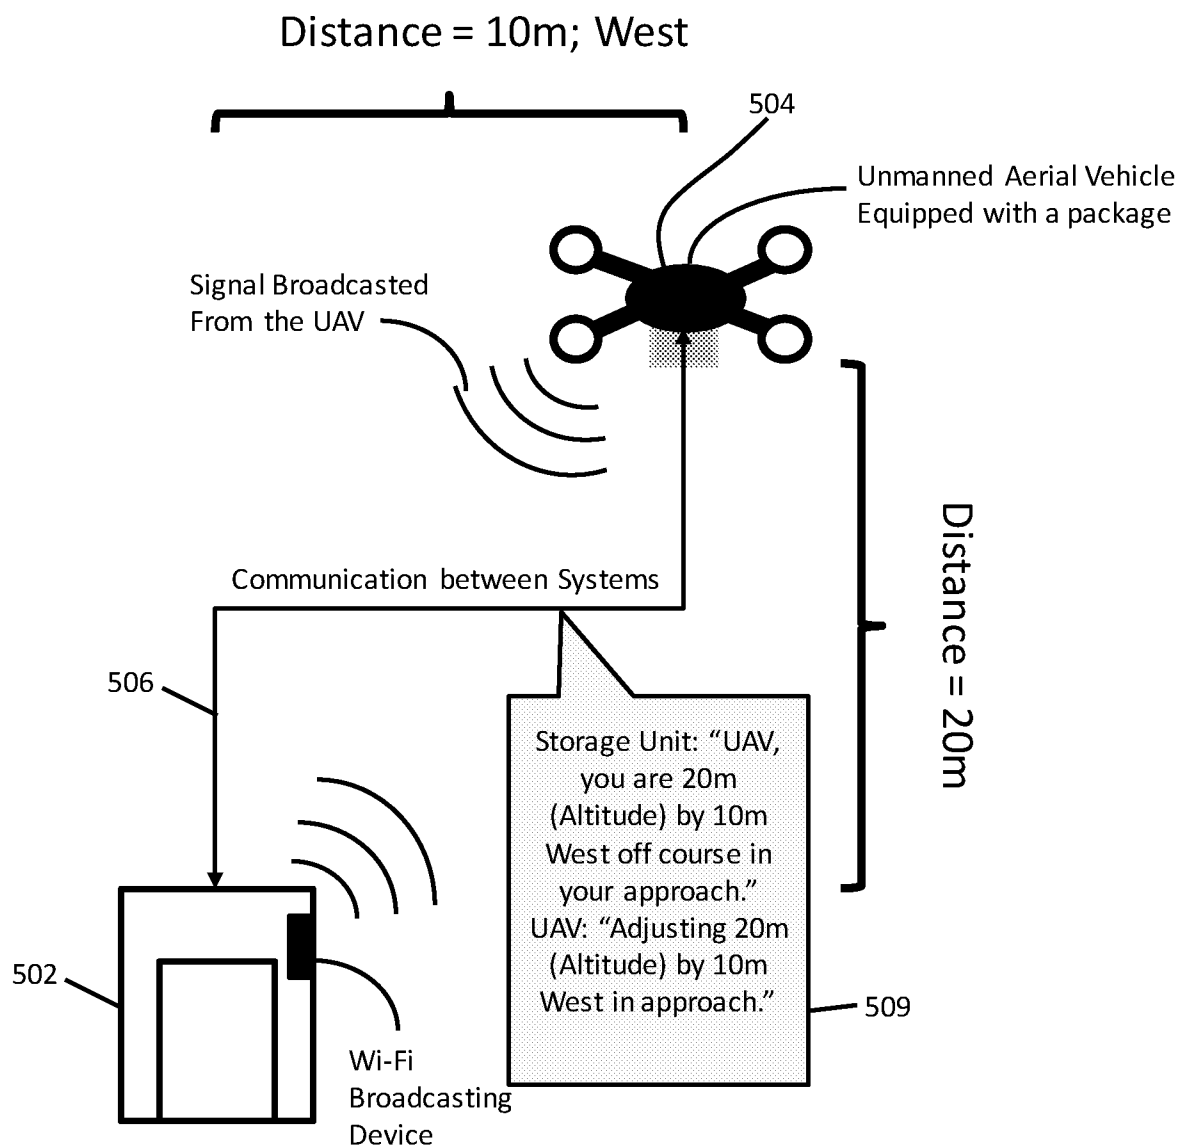 Distance = 10m; West
504
Unmanned Aerial Vehicle
Equipped with a package
Signal Broadcasted
From the UAV
Communication between Systems
Distance = 20m
506
Storage Unit: “UAV,
you are 20m
(Altitude) by 10m
West off course in
your approach.”
UAV: “Adjusting 20m
(Altitude) by 10m
West in approach.”
502
509
Wi-Fi
Broadcasting
Device